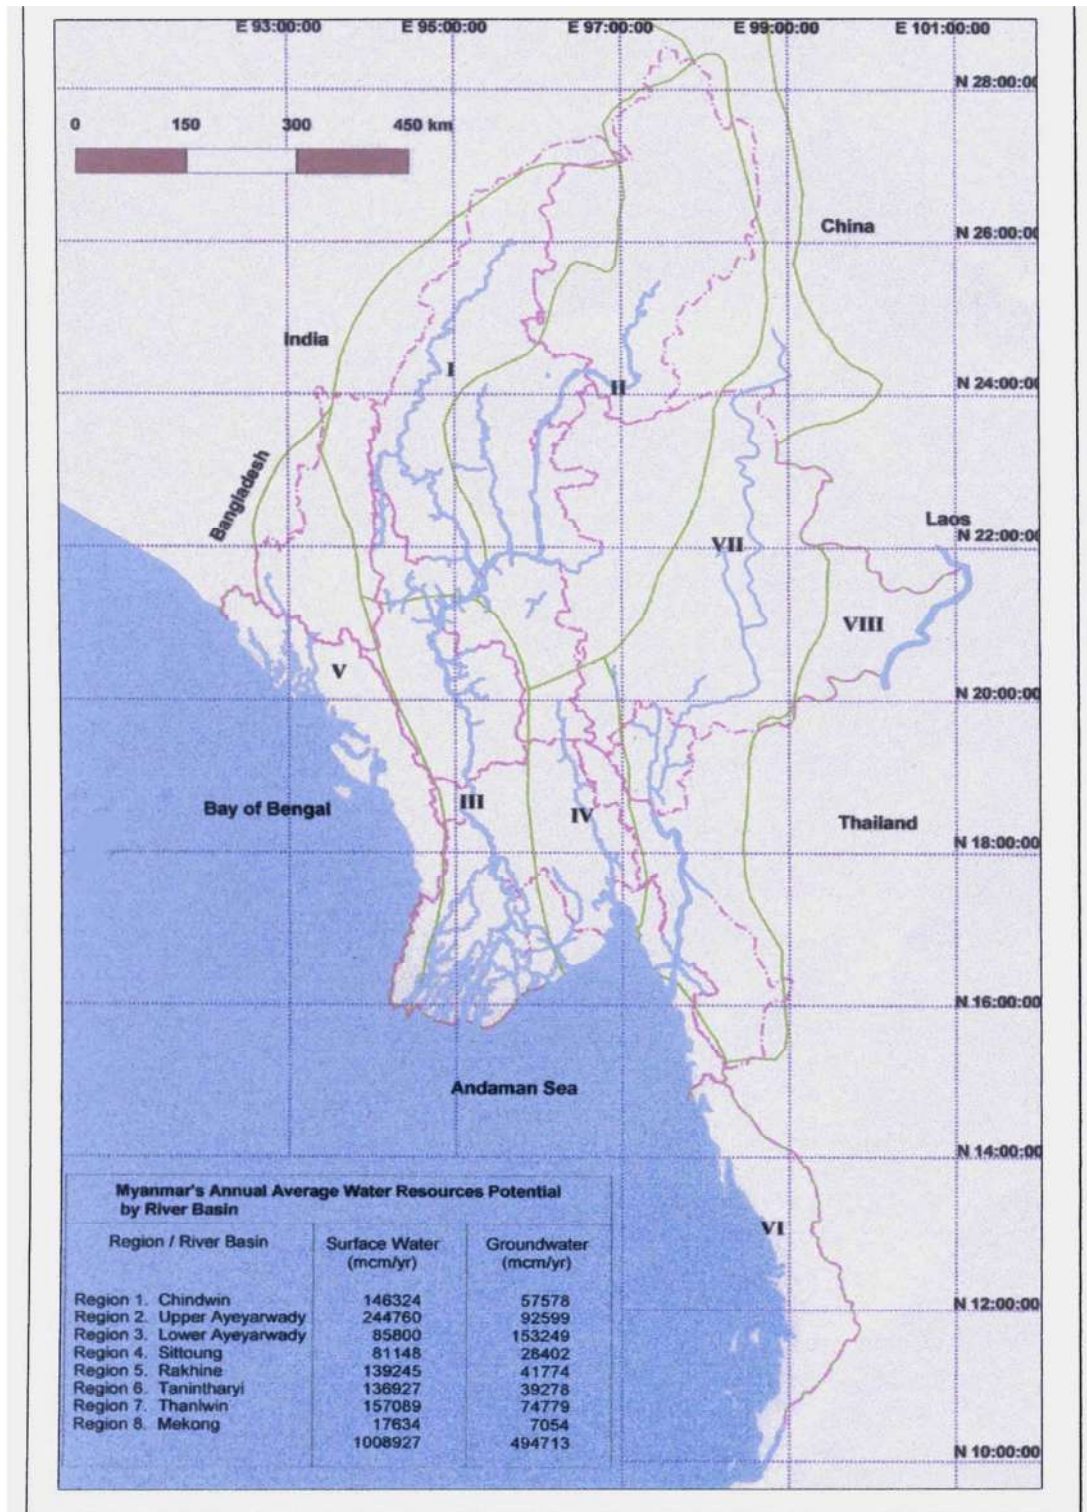 E 93:00:00 E 95:00:00 E 97:00:00 E 99:00:00 E 101:00:00
N 28:00:00
0 150 300 450 km
China
N 26:00:00
India
I
II
N 24:00:00
Bangladesh
Laos
N 22:00:00
VII
VIII
V
N 20:00:00
Bay of Bengal
III
IV
Thailand
N 18:00:00
N 16:00:00
Andaman Sea
N 14:00:00
VI
N 12:00:00
N 10:00:00
Myanmar's Annual Average Water Resources Potential
by River Basin
Region / River Basin Surface Water Groundwater
(mcm/yr) (mcm/yr)
Region 1. Chindwin 146324 57578
Region 2. Upper Ayeyarwady 244760 92599
Region 3. Lower Ayeyarwady 85800 153249
Region 4. Sittoung 81148 28402
Region 5. Rakhine 139245 41774
Region 6. Tanintharyi 136927 39278
Region 7. Thanlwin 157089 74779
Region 8. Mekong 17634 7054
1008927 494713